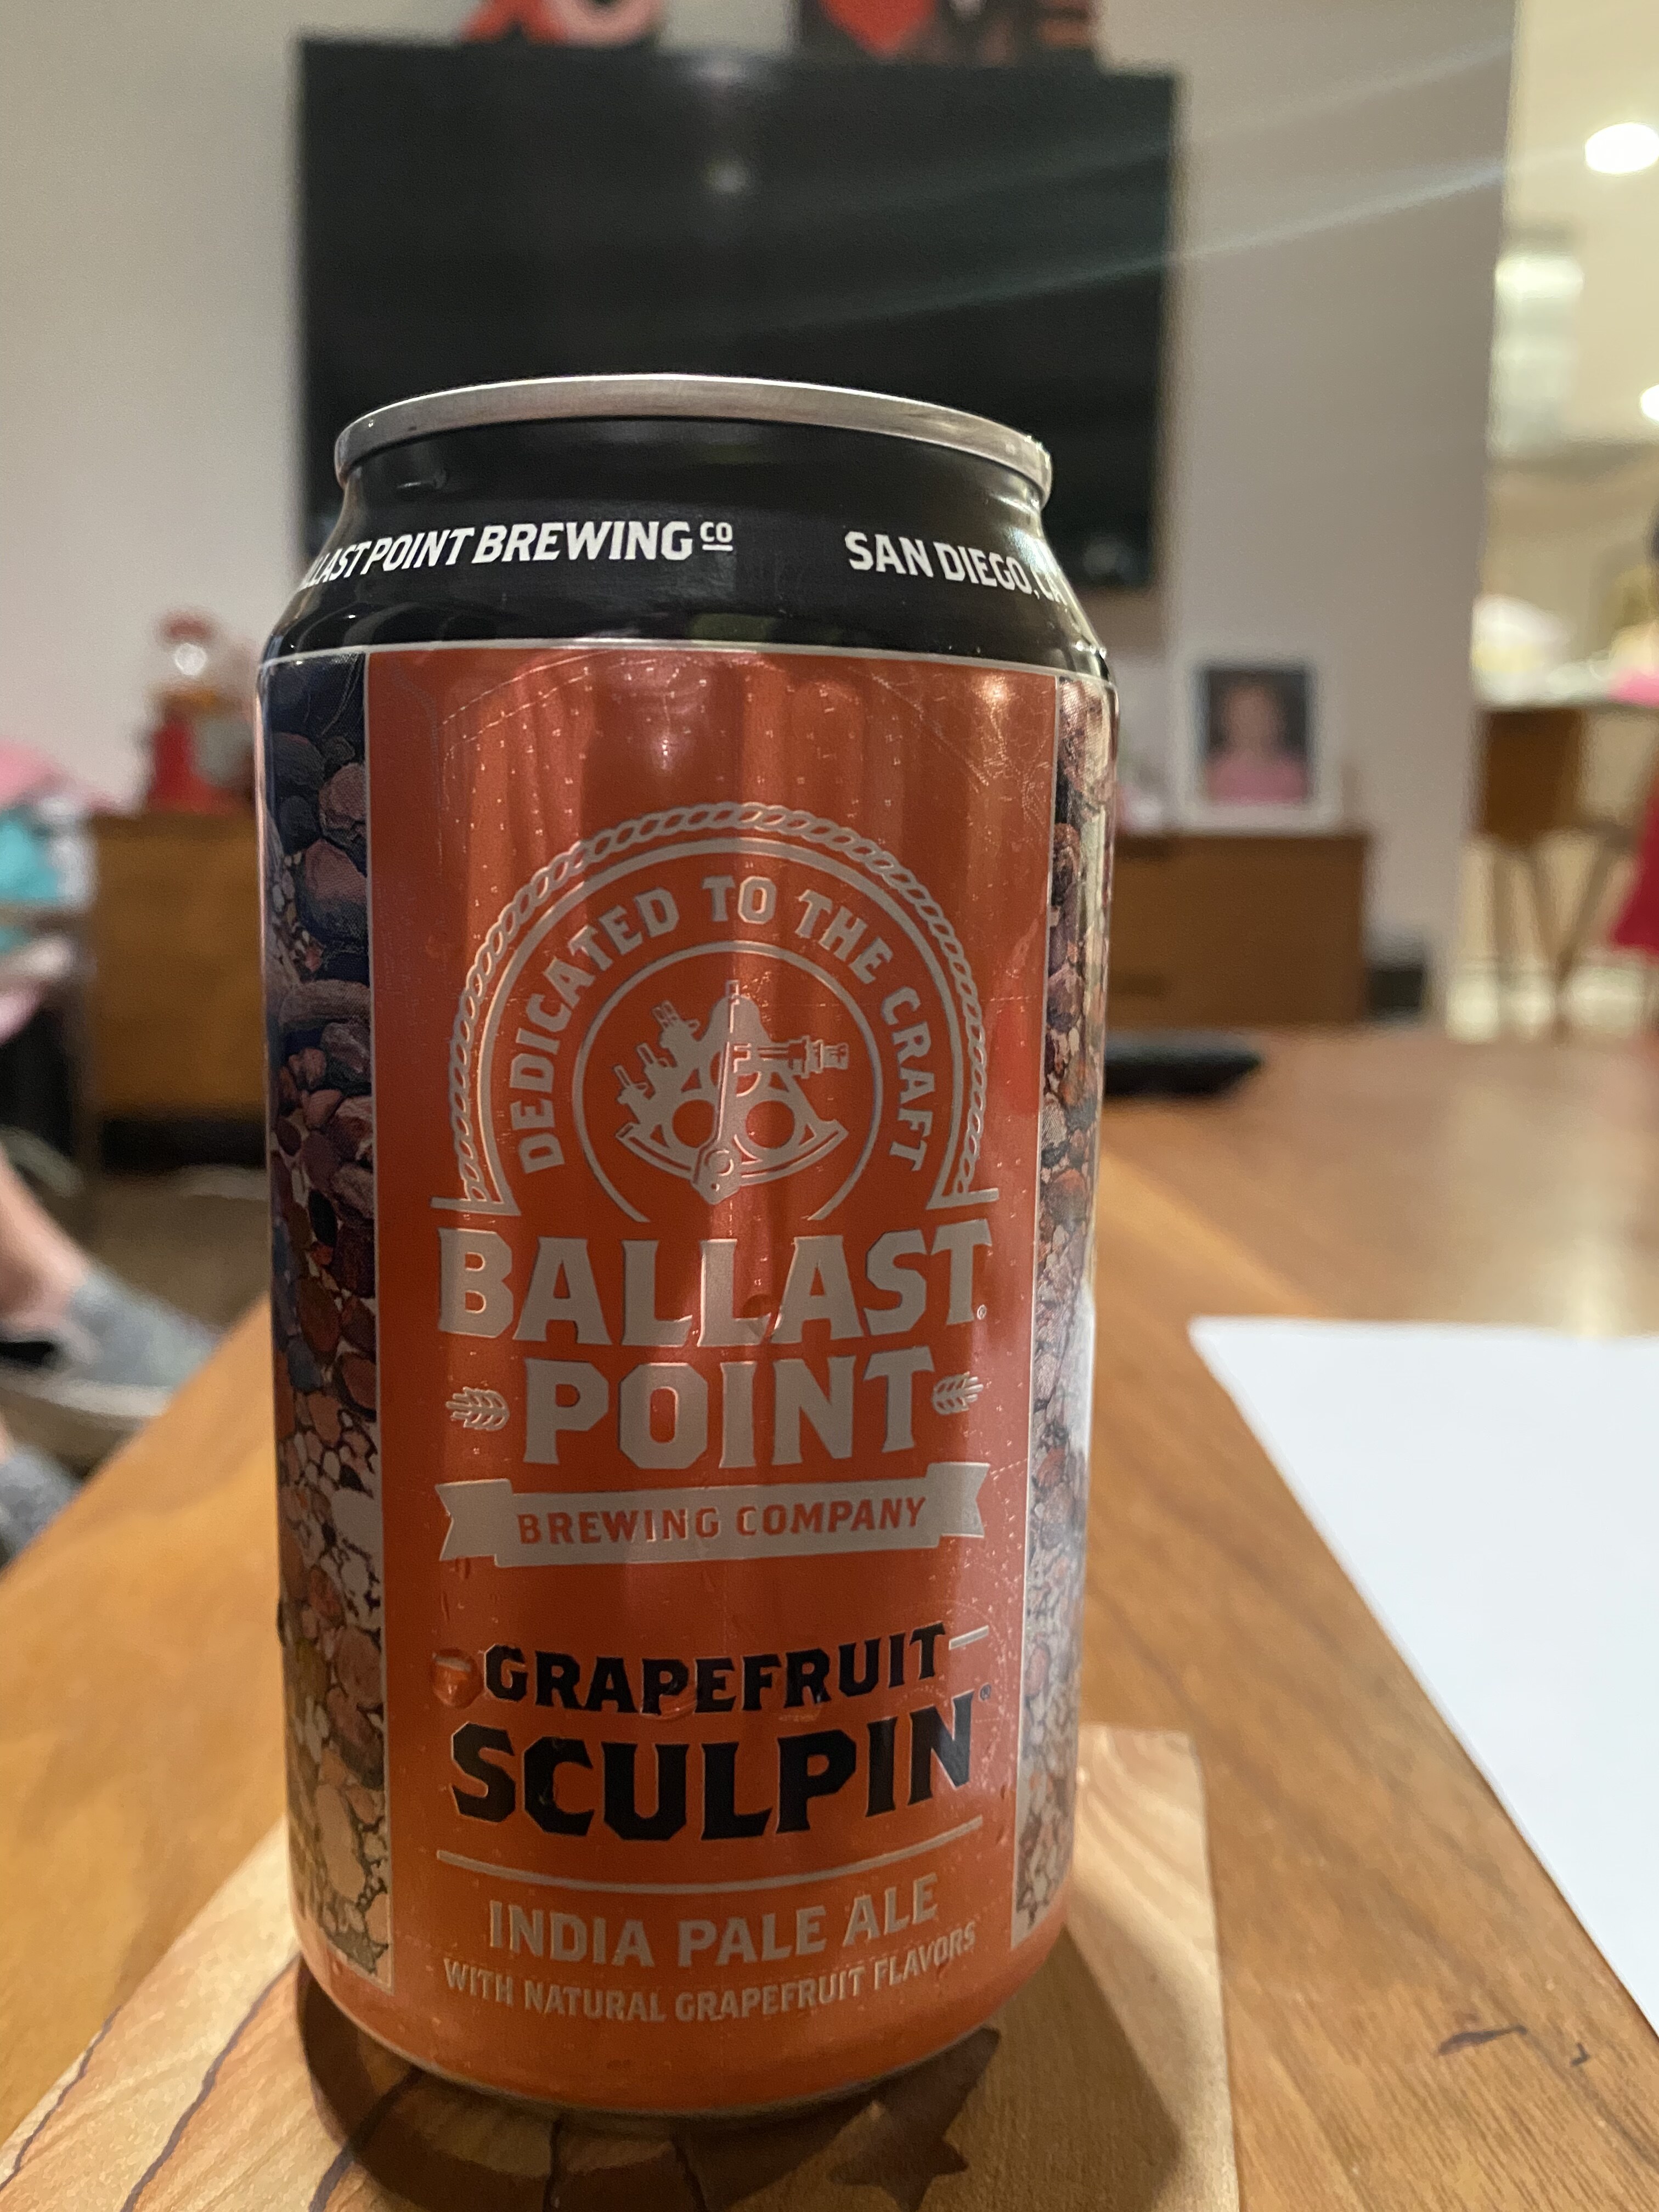 LAST POINT BREWING CO
SAN DIEGO, CA
DEDICATED TO THE CRAFT
BALLAST®
POINT
BREWING COMPANY
GRAPEFRUIT
SCULPIN®
INDIA PALE ALE
WITH NATURAL GRAPEFRUIT FLAVORS